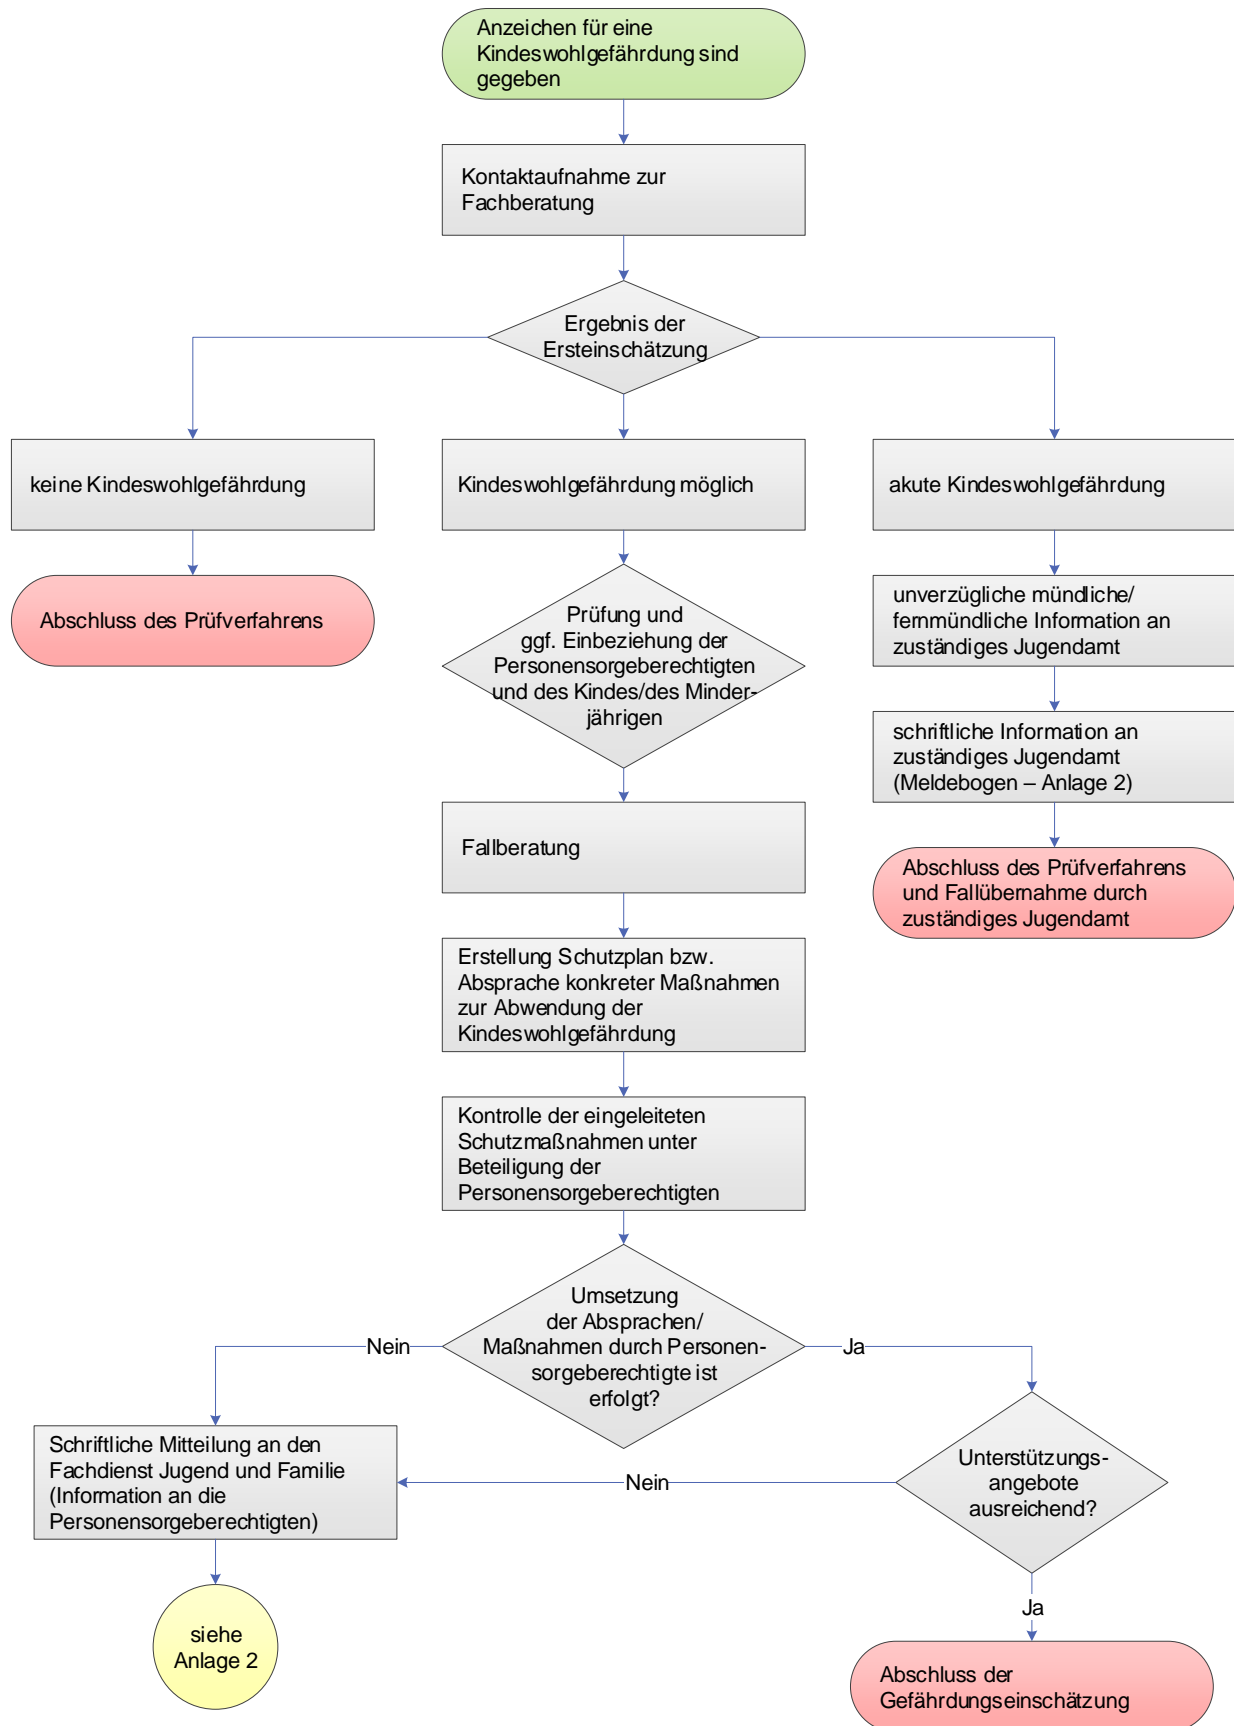 Anzeichen für eine
Kindeswohlgefährdung sind
gegeben
Kontaktaufnahme zur
Fachberatung
Ergebnis der
Ersteinschätzung
keine Kindeswohlgefährdung
Kindeswohlgefährdung möglich
akute Kindeswohlgefährdung
Abschluss des Prüfverfahrens
Prüfung und
ggf. Einbeziehung der
Personensorgeberechtigten
und des Kindes/des Minder-
jährigen
unverzügliche mündliche/
fernmündliche Information an
zuständiges Jugendamt
schriftliche Information an
zuständiges Jugendamt
(Meldebogen – Anlage 2)
Abschluss des Prüfverfahrens
und Fallübernahme durch
zuständiges Jugendamt
Fallberatung
Erstellung Schutzplan bzw.
Absprache konkreter Maßnahmen
zur Abwendung der
Kindeswohlgefährdung
Kontrolle der eingeleiteten
Schutzmaßnahmen unter
Beteiligung der
Personensorgeberechtigten
Umsetzung
der Absprachen/
Maßnahmen durch Personen-
sorgeberechtigte ist
erfolgt?
Nein
Ja
Schriftliche Mitteilung an den
Fachdienst Jugend und Familie
(Information an die
Personensorgeberechtigten)
Nein
Unterstützungs-
angebote
ausreichend?
siehe
Anlage 2
Ja
Abschluss der
Gefährdungseinschätzung